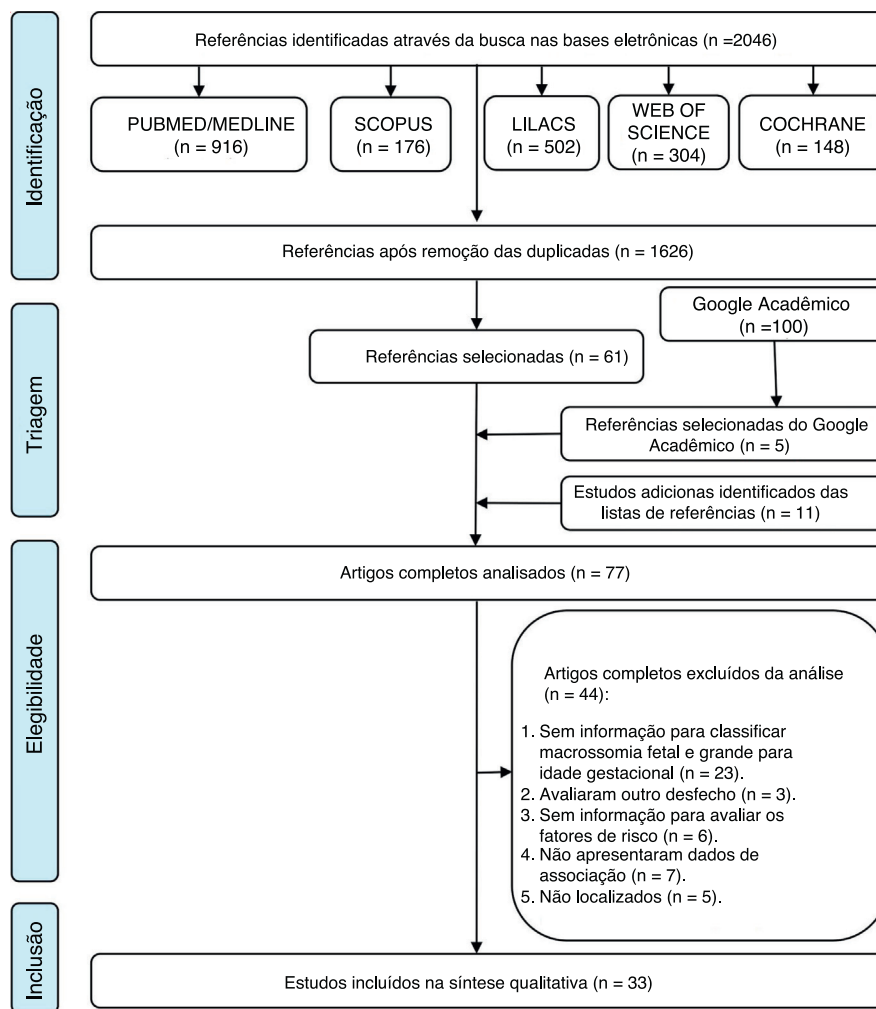 Identificação
Referências identificadas através da busca nas bases eletrônicas (n =2046)
PUBMED/MEDLINE
(n = 916)
SCOPUS
(n = 176)
LILACS
(n = 502)
WEB OF
SCIENCE
(n = 304)
COCHRANE
(n = 148)
Referências após remoção das duplicadas (n = 1626)
Triagem
Google Acadêmico
(n =100)
Referências selecionadas (n = 61)
Referências selecionadas do Google
Acadêmico (n = 5)
Estudos adicionas identificados das
listas de referências (n = 11)
Elegibilidade
Artigos completos analisados (n = 77)
Artigos completos excluídos da análise
(n = 44):
1. Sem informação para classificar
macrossomia fetal e grande para
idade gestacional (n = 23).
2. Avaliaram outro desfecho (n = 3).
3. Sem informação para avaliar os
fatores de risco (n = 6).
4. Não apresentaram dados de
associação (n = 7).
5. Não localizados (n = 5).
Inclusão
Estudos incluídos na síntese qualitativa (n = 33)